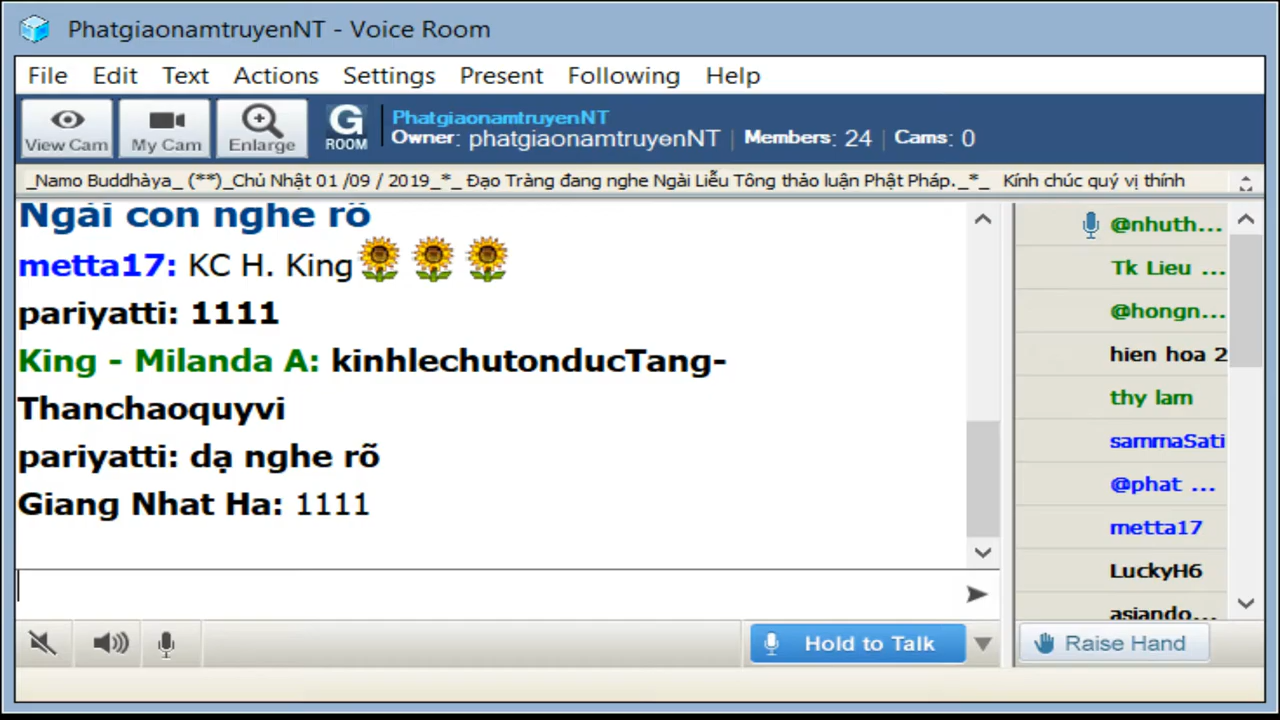 PhatgiaonamtruyenNT - Voice Room
File Edit Text Actions Settings Present Following Help
View Cam My Cam Enlarge G ROOM
PhatgiaonamtruyenNT
Owner: phatgiaonamtruyenNT | Members: 24 | Cams: 0
_Namo Buddhàya_ (**)_Chủ Nhật 01 /09 / 2019_*_ Đạo Tràng đang nghe Ngài Liễu Tông thảo luận Phật Pháp._*_ Kính chúc quý vị thính
Ngài con nghe rõ
metta17: KC H. King
pariyatti: 1111
King - Milanda A: kinhlechutonducTang-
Thanchaoquyvi
pariyatti: dạ nghe rõ
Giang Nhat Ha: 1111
@nhuth...
Tk Lieu ...
@hongn...
hien hoa 2
thy lam
sammaSati
@phat ...
metta17
LuckyH6
asiando...
Hold to Talk
Raise Hand